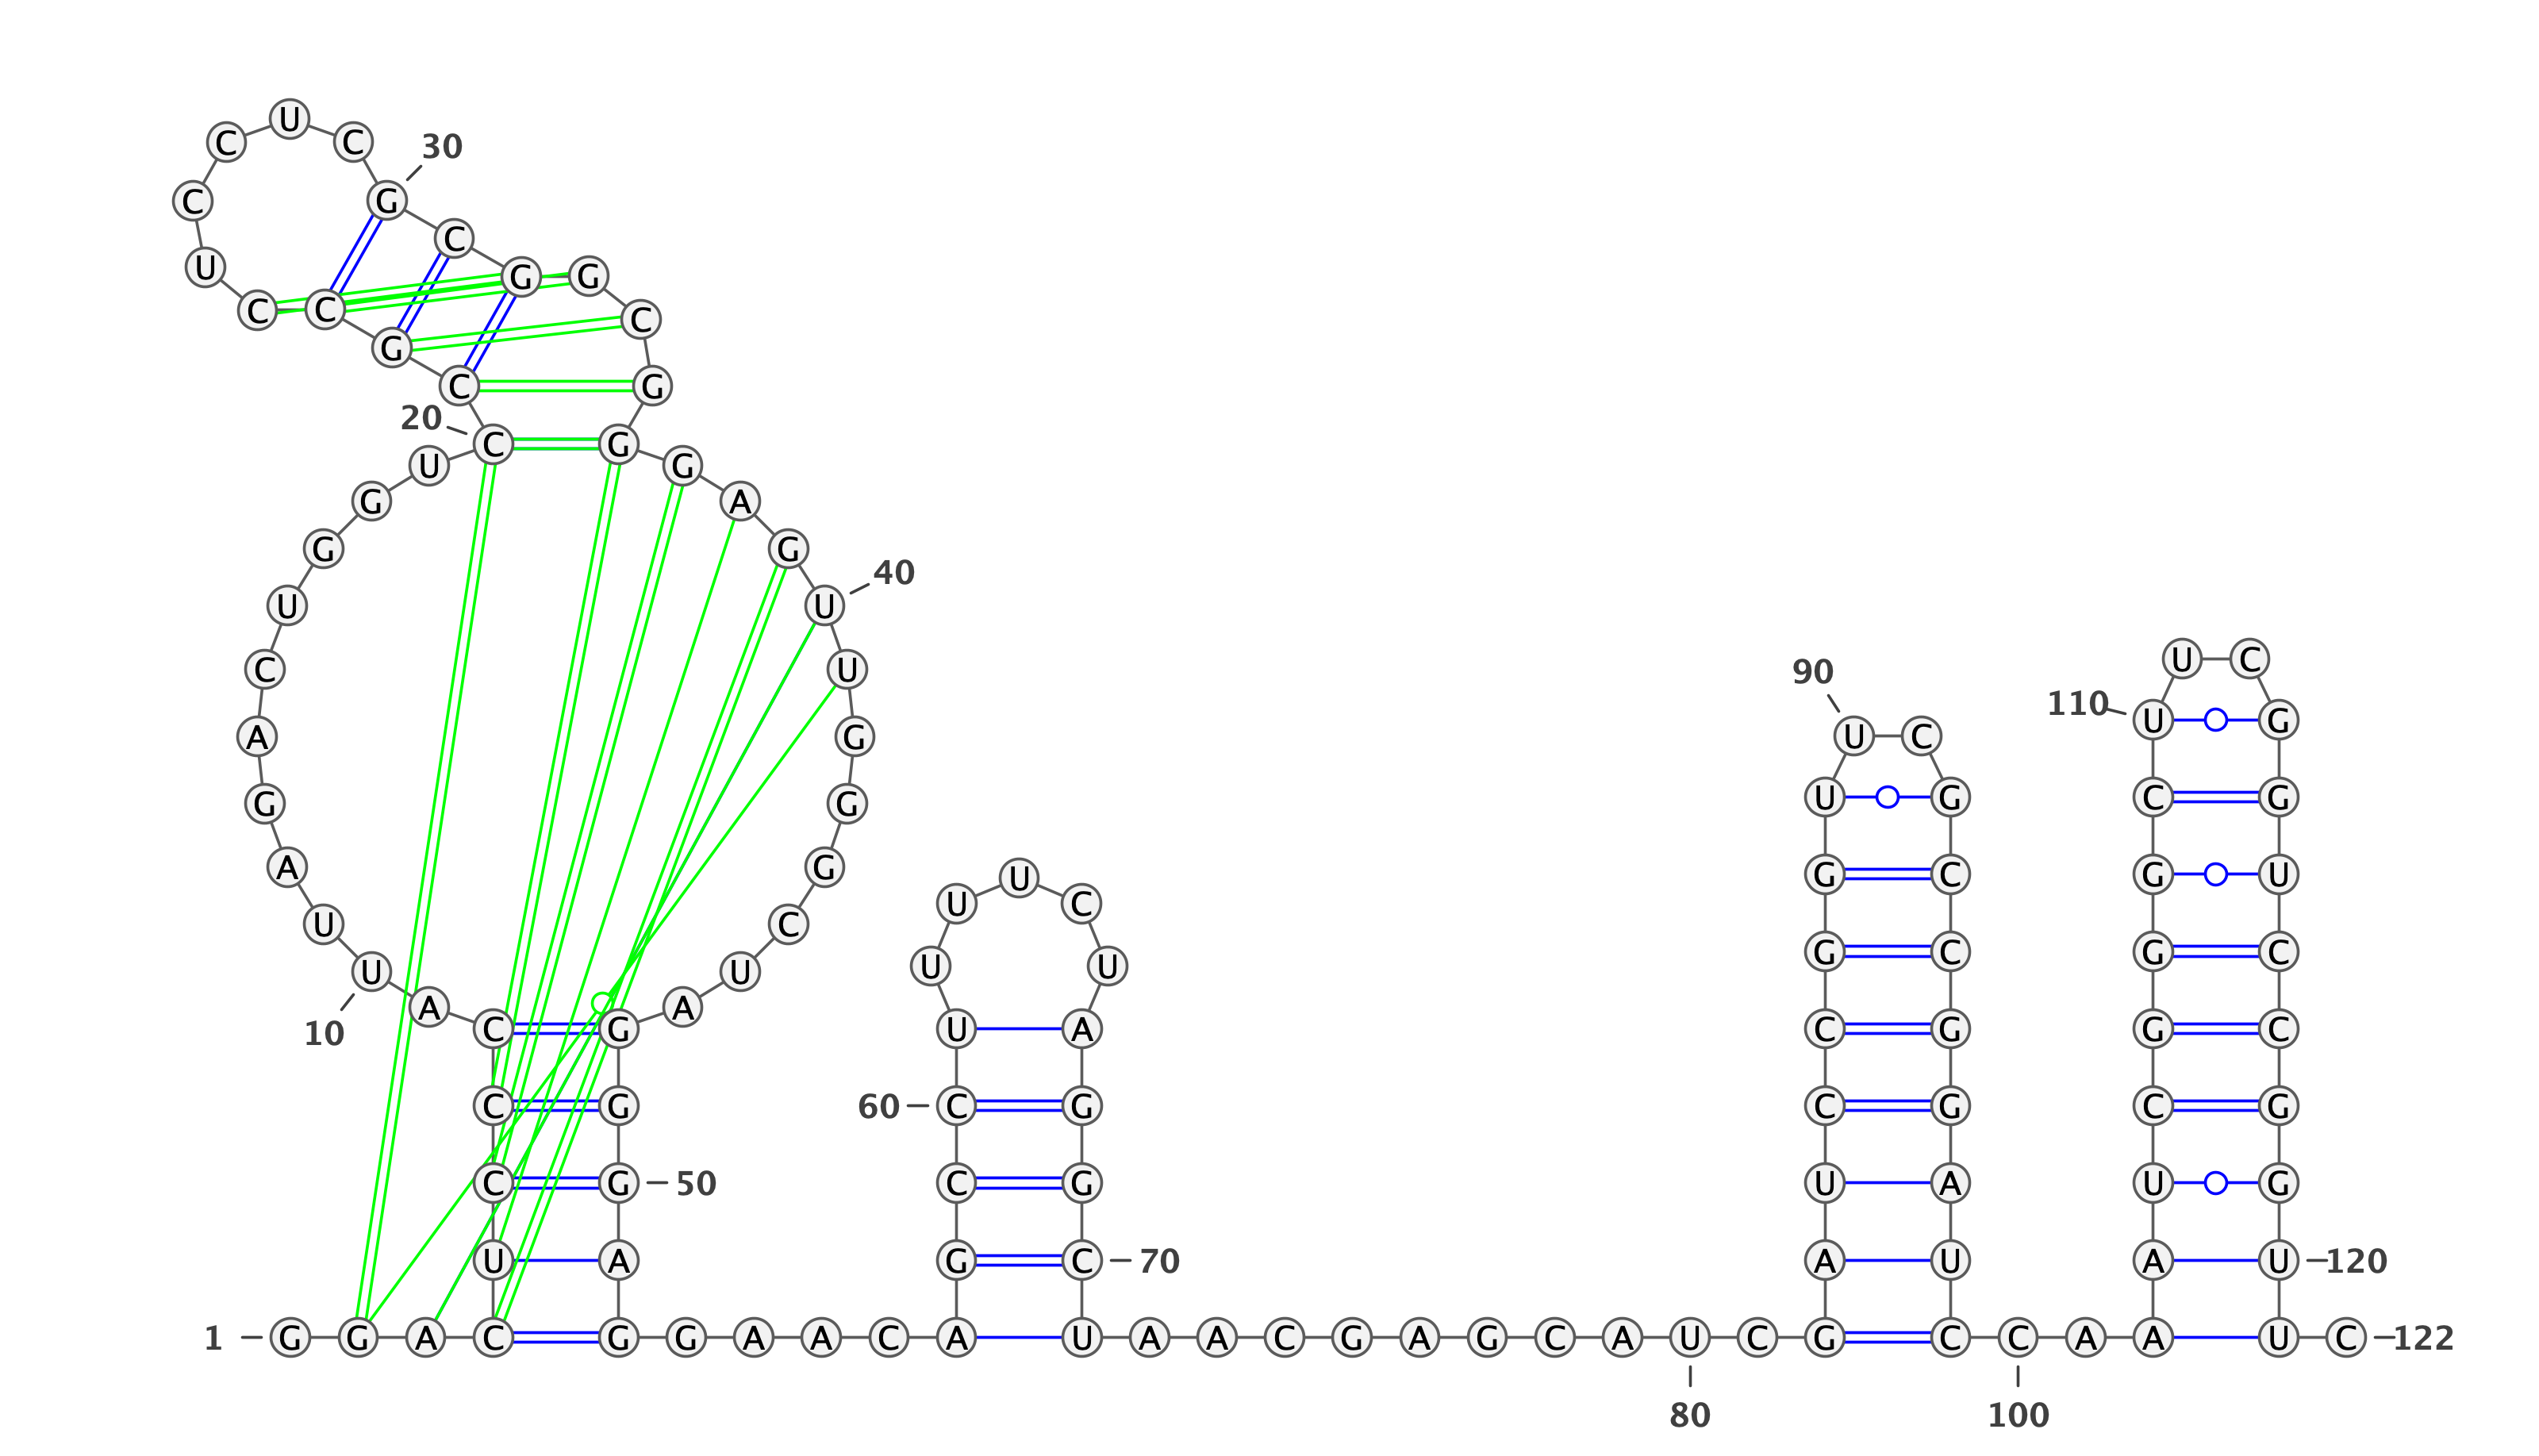 U
C C 30
C G
C
U G G
C C C
G
C G
20
C G
U G
G A
G G
40
U U
U C
C U 90
110 U G
A G U C
G G U G C G
A G U G C G U
U C
U C
G C G C
U U U U
A A
C G U A C G G C
10
C G 60 C G C G C G
C G 50 C G U A U G
U A G C 70 A U A U 120
1 G G A C G G A A C A U A A C G A G C A U C G C C A A U C 122
80 100